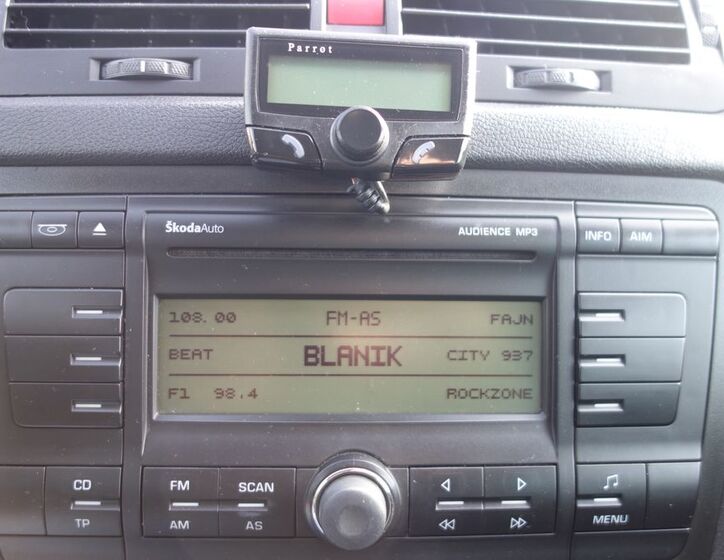 Parrot
ŠkodaAuto AUDIENCE MP3
INFO AIM
108.00 FM-AS FAJN
BEAT BLANIK CITY 937
F1 98.4 ROCKZONE
CD FM SCAN
TP AM AS MENU